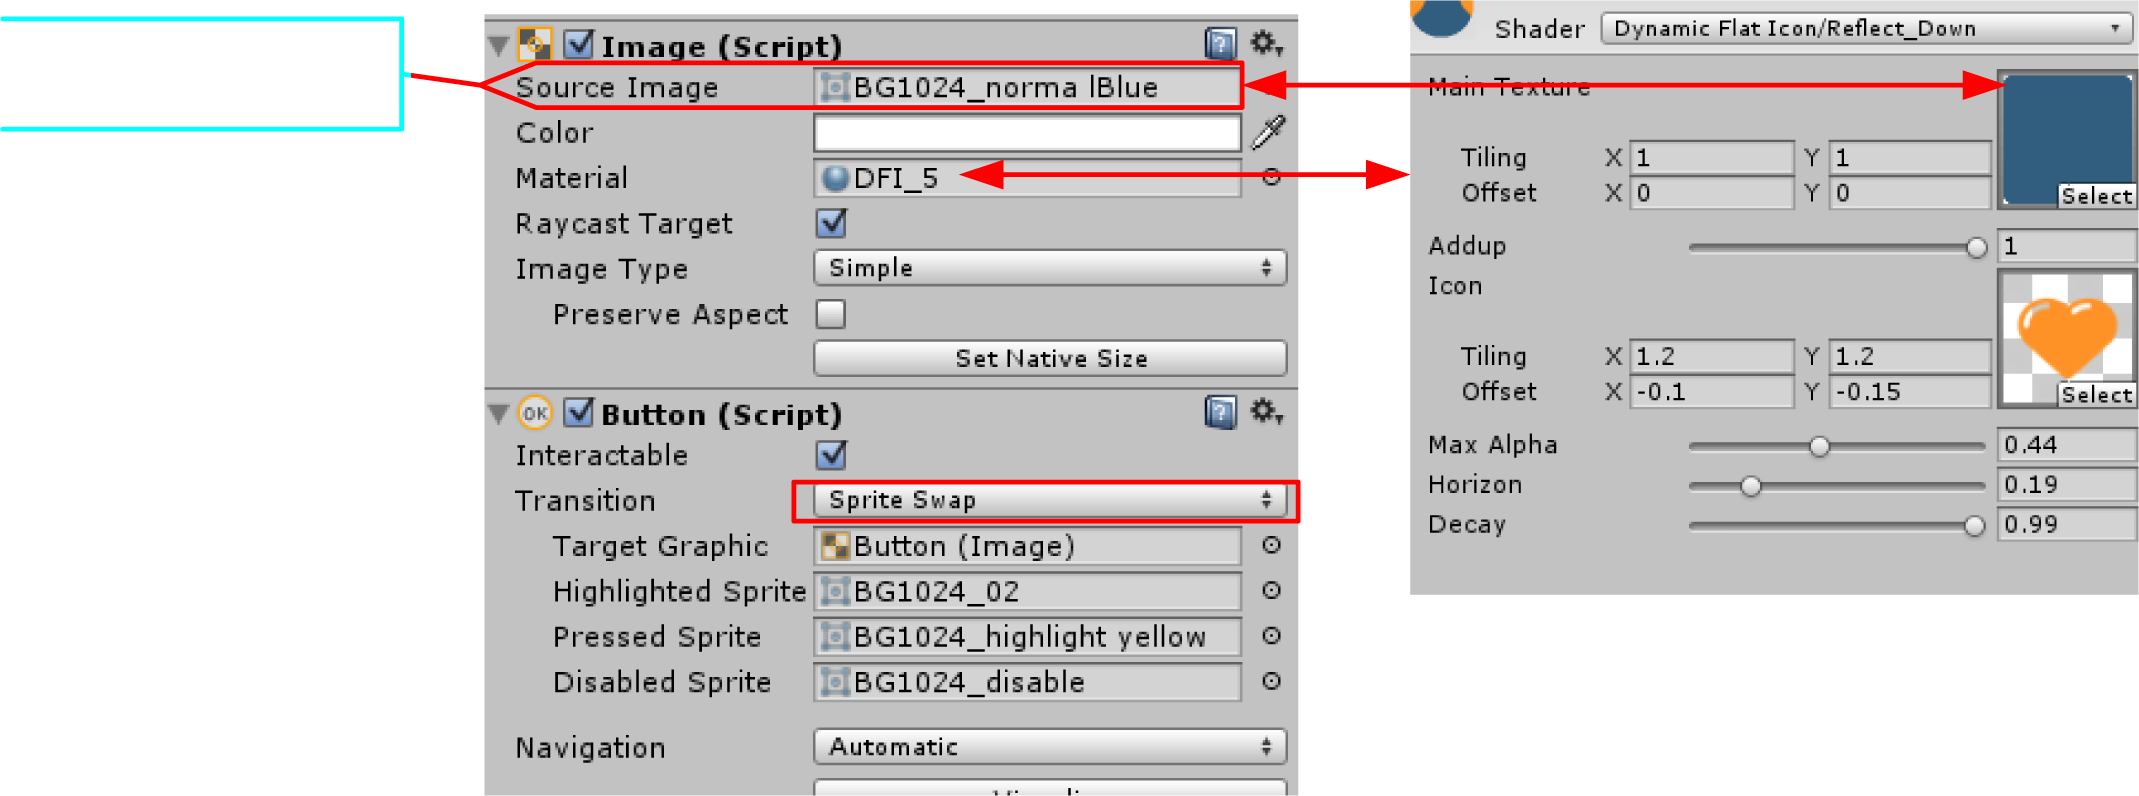 Image (Script)
Source Image BG1024_norma lBlue
Color
Material DFI_5
Raycast Target
Image Type Simple
Preserve Aspect
Set Native Size
OK Button (Script)
Interactable
Transition Sprite Swap
Target Graphic Button (Image)
Highlighted Sprite BG1024_02
Pressed Sprite BG1024_highlight yellow
Disabled Sprite BG1024_disable
Navigation Automatic
Shader Dynamic Flat Icon/Reflect_Down
Main Texture
Tiling X 1 Y 1
Offset X 0 Y 0
Select
Addup 1
Icon
Tiling X 1.2 Y 1.2
Offset X -0.1 Y -0.15
Select
Max Alpha 0.44
Horizon 0.19
Decay 0.99